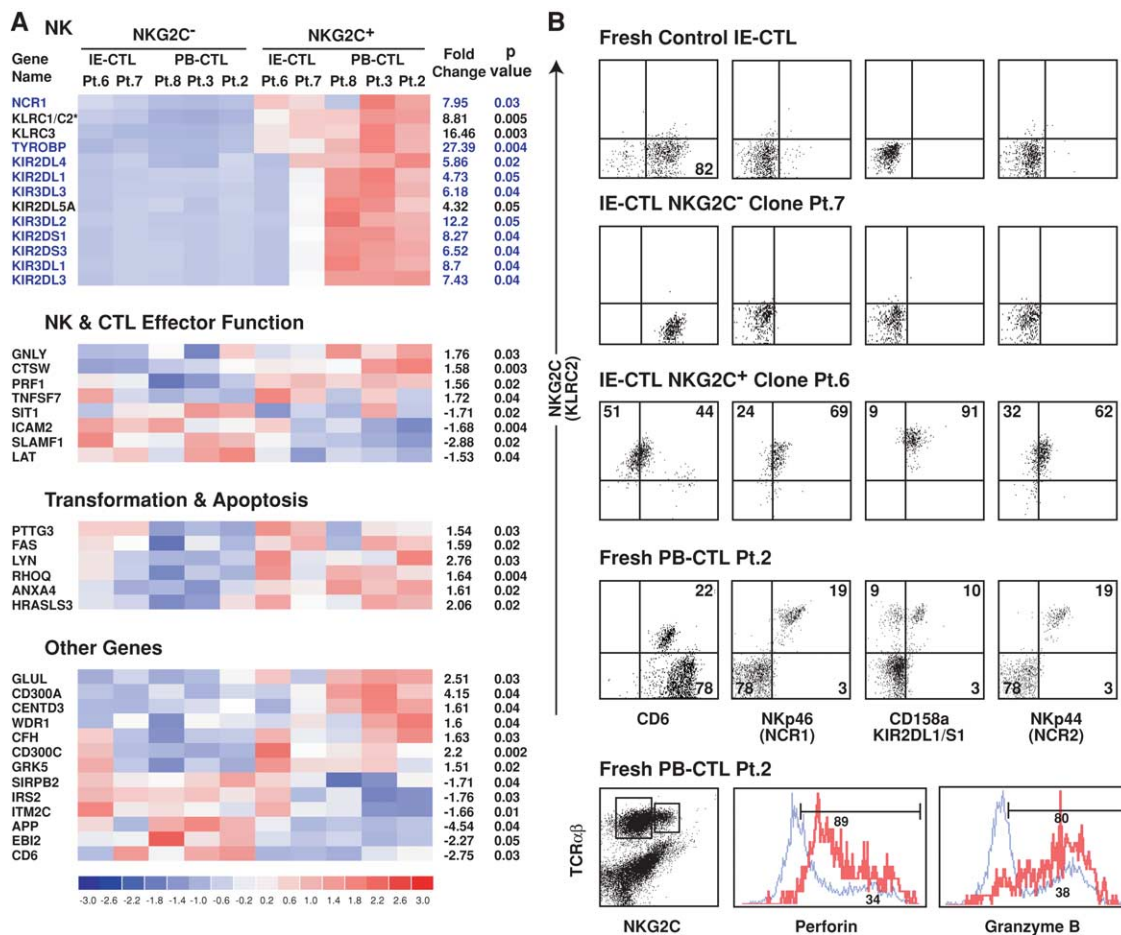 A
NK
NKG2C⁻ NKG2C⁺
Gene Name IE-CTL PB-CTL IE-CTL PB-CTL Fold Change p value
Pt.6 Pt.7 Pt.8 Pt.3 Pt.2 Pt.6 Pt.7 Pt.8 Pt.3 Pt.2
NCR1 7.95 0.03
KLRC1/C2* 8.81 0.005
KLRC3 16.46 0.003
TYROBP 27.39 0.004
KIR2DL4 5.86 0.02
KIR2DL1 4.73 0.05
KIR3DL3 6.18 0.04
KIR2DL5A 4.32 0.05
KIR3DL2 12.2 0.05
KIR2DS1 8.27 0.04
KIR2DS3 6.52 0.04
KIR3DL1 8.7 0.04
KIR2DL3 7.43 0.04
NK & CTL Effector Function
GNLY 1.76 0.03
CTSW 1.58 0.003
PRF1 1.56 0.02
TNFSF7 1.72 0.04
SIT1 -1.71 0.02
ICAM2 -1.68 0.004
SLAMF1 -2.88 0.02
LAT -1.53 0.04
Transformation & Apoptosis
PTTG3 1.54 0.03
FAS 1.59 0.02
LYN 2.76 0.03
RHOQ 1.64 0.004
ANXA4 1.61 0.02
HRASLS3 2.06 0.02
Other Genes
GLUL 2.51 0.03
CD300A 4.15 0.04
CENTD3 1.61 0.04
WDR1 1.6 0.04
CFH 1.63 0.03
CD300C 2.2 0.002
GRK5 1.51 0.02
SIRPB2 -1.71 0.04
IRS2 -1.76 0.03
ITM2C -1.66 0.01
APP -4.54 0.04
EBI2 -2.27 0.05
CD6 -2.75 0.03
-3.0 -2.6 -2.2 -1.8 -1.4 -1.0 -0.6 -0.2 0.2 0.6 1.0 1.4 1.8 2.2 2.6 3.0
B
Fresh Control IE-CTL
82
IE-CTL NKG2C⁻ Clone Pt.7
NKG2C
(KLRC2)
IE-CTL NKG2C⁺ Clone Pt.6
51 44 24 69 9 91 32 62
Fresh PB-CTL Pt.2
22 19 9 10 19
78 78 3 3 78 3
CD6 NKp46 CD158a NKp44
(NCR1) KIR2DL1/S1 (NCR2)
Fresh PB-CTL Pt.2
TCRαβ
89 80
34 38
NKG2C Perforin Granzyme B